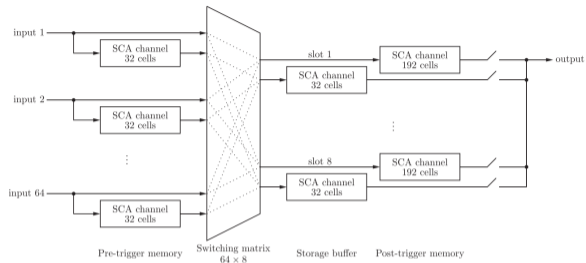 input 1
SCA channel
32 cells
slot 1
SCA channel
192 cells
output
SCA channel
32 cells
input 2
SCA channel
32 cells
slot 8
SCA channel
192 cells
SCA channel
32 cells
input 64
SCA channel
32 cells
Pre-trigger memory
Switching matrix
64 × 8
Storage buffer
Post-trigger memory